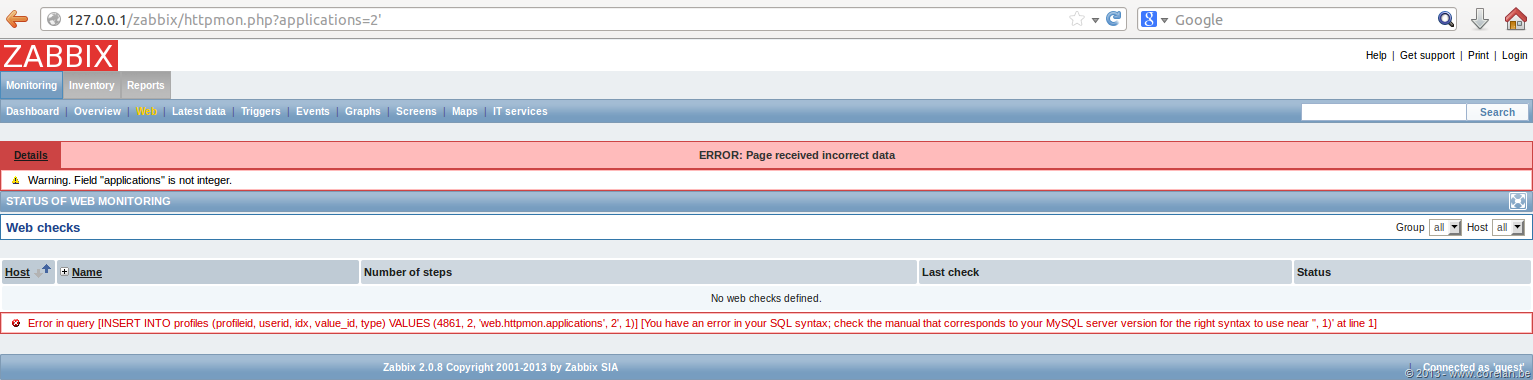 127.0.0.1/zabbix/httpmon.php?applications=2' Google
ZABBIX
Help | Get support | Print | Login
Monitoring Inventory Reports
Dashboard | Overview | Web | Latest data | Triggers | Events | Graphs | Screens | Maps | IT services Search
Details ERROR: Page received incorrect data
Warning. Field "applications" is not integer.
STATUS OF WEB MONITORING
Web checks Group all Host all
Host Name Number of steps Last check Status
No web checks defined.
Error in query [INSERT INTO profiles (profileid, userid, idx, value_id, type) VALUES (4861, 2, 'web.httpmon.applications', 2', 1)] [You have an error in your SQL syntax; check the manual that corresponds to your MySQL server version for the right syntax to use near '', 1)' at line 1]
Zabbix 2.0.8 Copyright 2001-2013 by Zabbix SIA | Connected as 'guest'
© 2013 - www.corelan.be